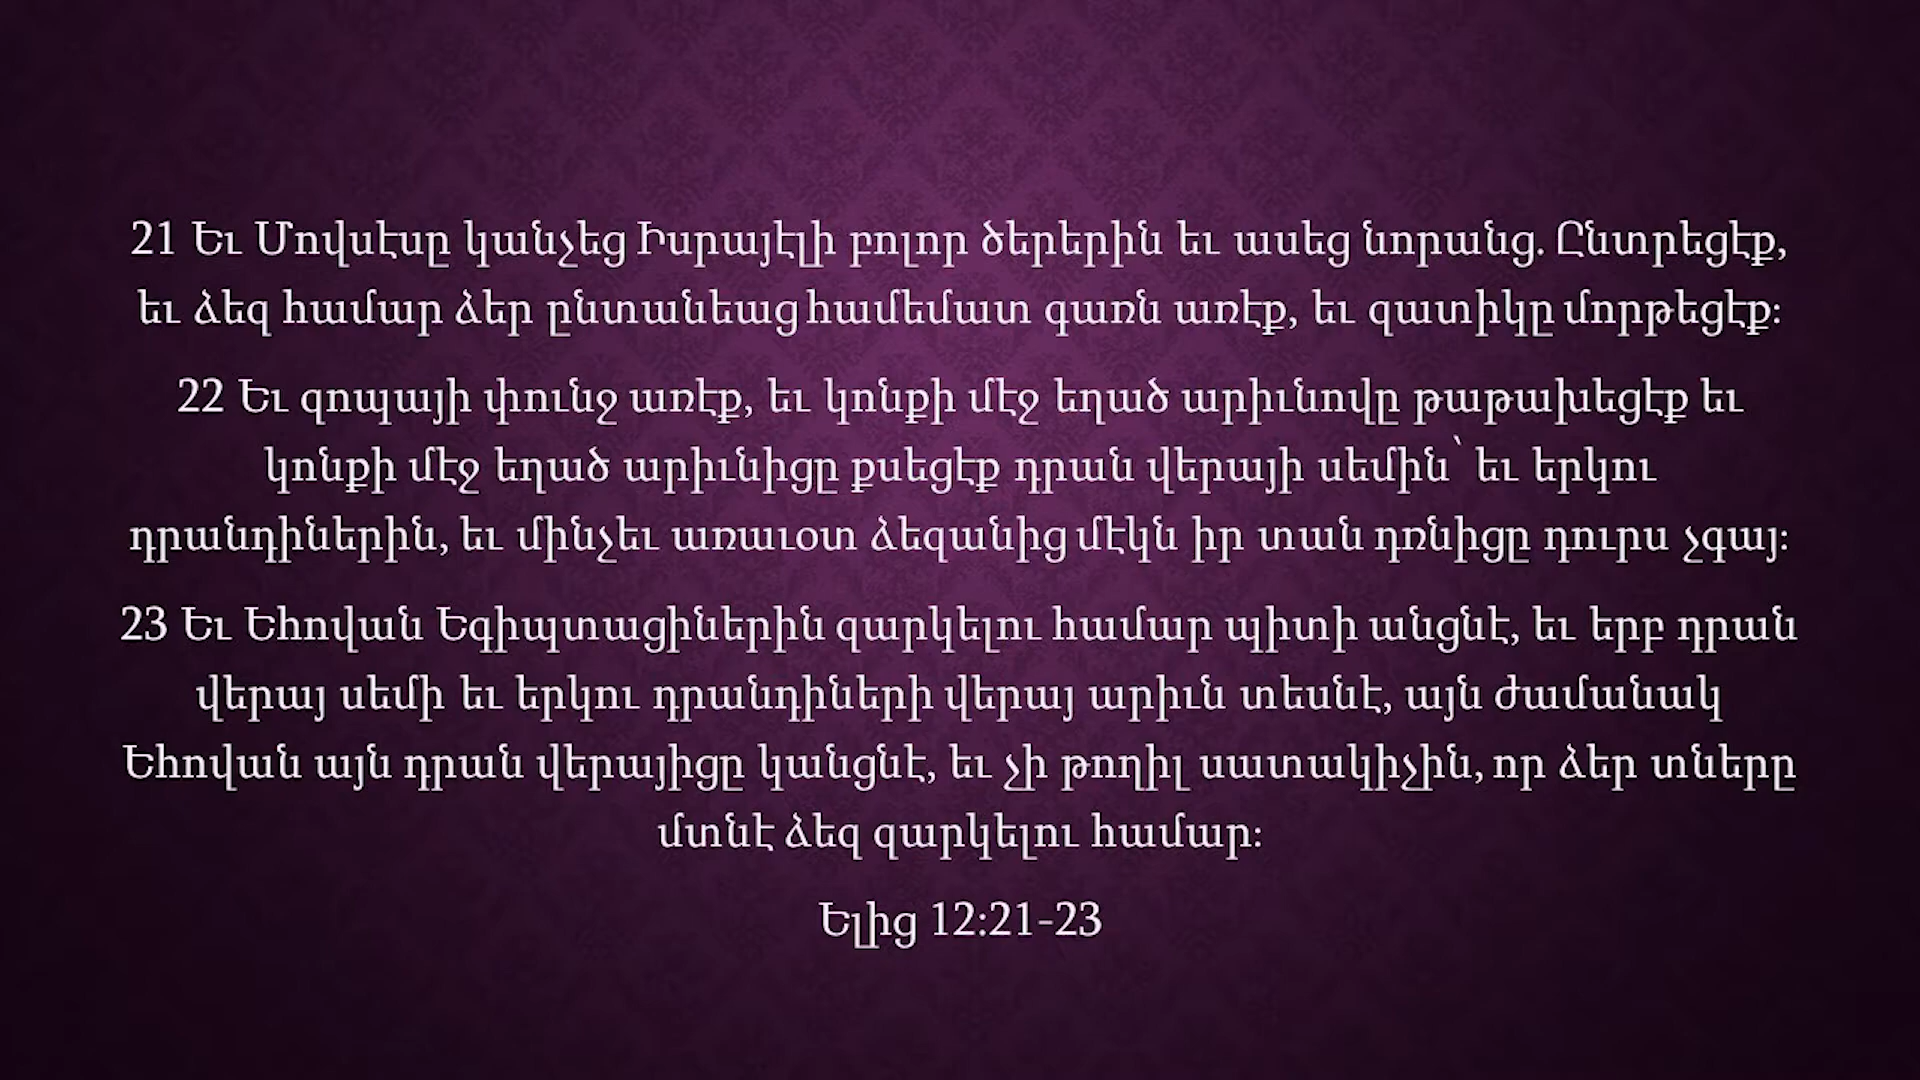 21 Եւ Մովսէսը կանչեց Իսրայէլի բոլոր ծերերին եւ ասեց նորանց. Ընտրեցէք,
եւ ձեզ համար ձեր ընտանեաց համեմատ գառն առէք, եւ զատիկը մորթեցէք։
22 Եւ զոպայի փունջ առէք, եւ կոնքի մէջ եղած արիւնովը թաթախեցէք եւ
կոնքի մէջ եղած արիւնիցը քսեցէք դրան վերայի սեմին՝ եւ երկու
դրանդիներին, եւ մինչեւ առաւօտ ձեզանից մէկն իր տան դռնիցը դուրս չգայ։
23 Եւ Եհովան Եգիպտացիներին զարկելու համար պիտի անցնէ, եւ երբ դրան
վերայ սեմի եւ երկու դրանդիների վերայ արիւն տեսնէ, այն ժամանակ
Եհովան այն դրան վերայիցը կանցնէ, եւ չի թողիլ սատակիչին, որ ձեր տները
մտնէ ձեզ զարկելու համար։
Ելից 12:21-23